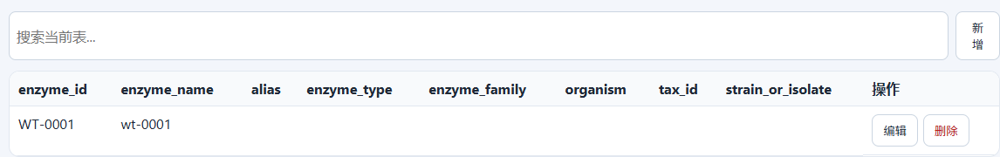 搜索当前表...
新
增
enzyme_id enzyme_name alias enzyme_type enzyme_family organism tax_id strain_or_isolate 操作
WT-0001 wt-0001 编辑 删除